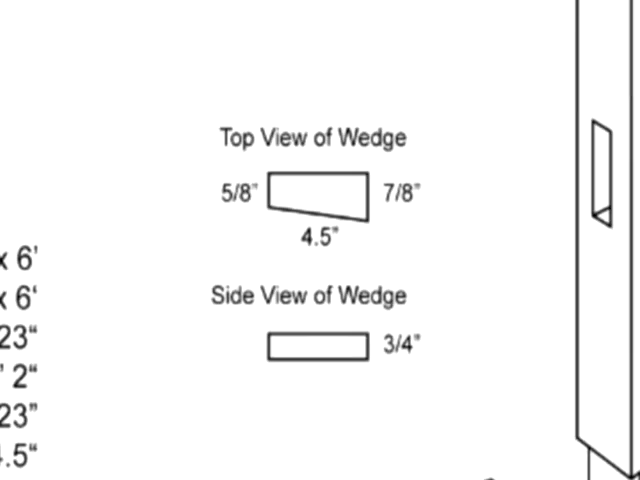 Top View of Wedge
5/8"
7/8"
4.5"
x 6'
Side View of Wedge
x 6‘
23“
3/4”
' 2“
23”
.5“